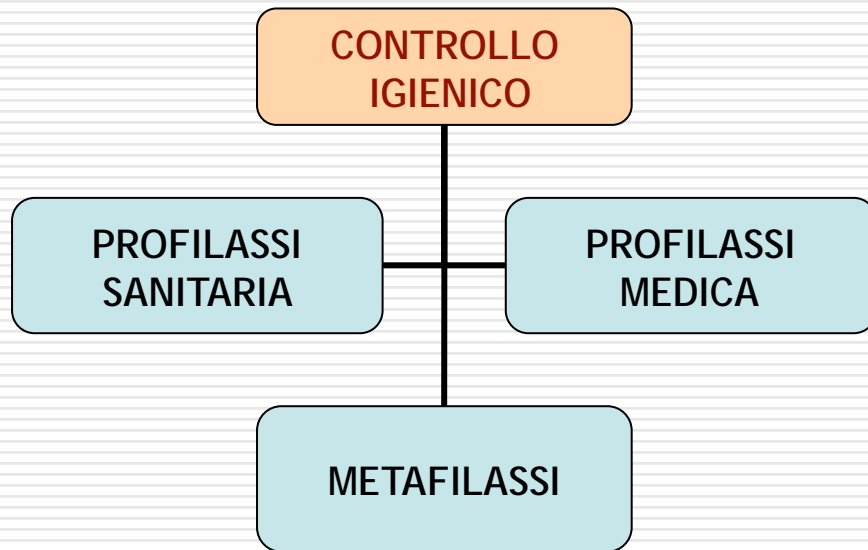 CONTROLLO
IGIENICO
PROFILASSI
SANITARIA
PROFILASSI
MEDICA
METAFILASSI